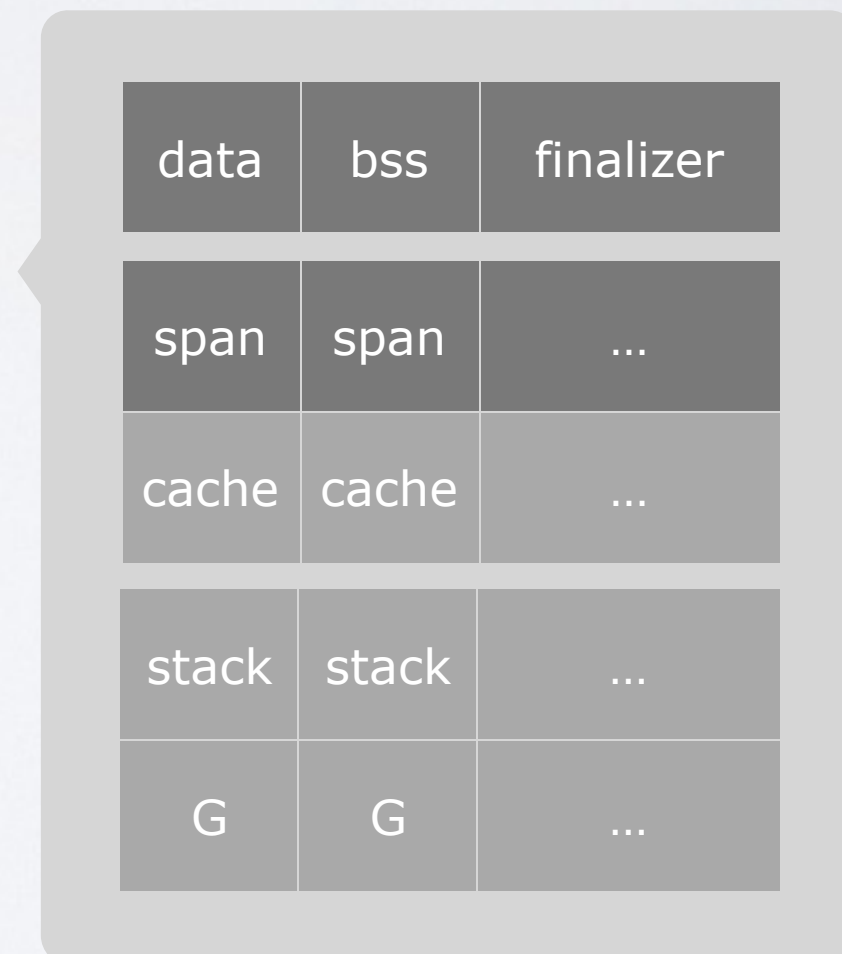 data bss finalizer
span span …
cache cache …
stack stack …
G G …